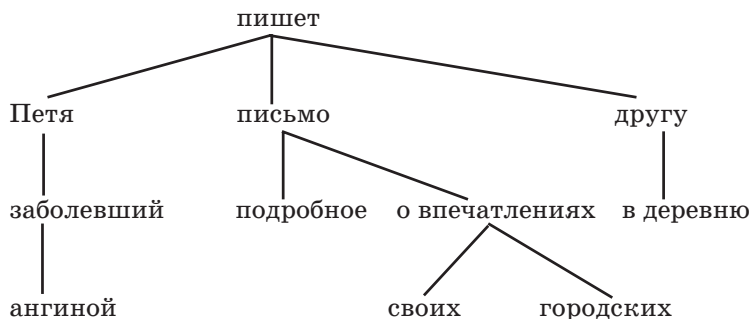 пишет
Петя письмо другу
заболевший подробное о впечатлениях в деревню
ангиной своих городских